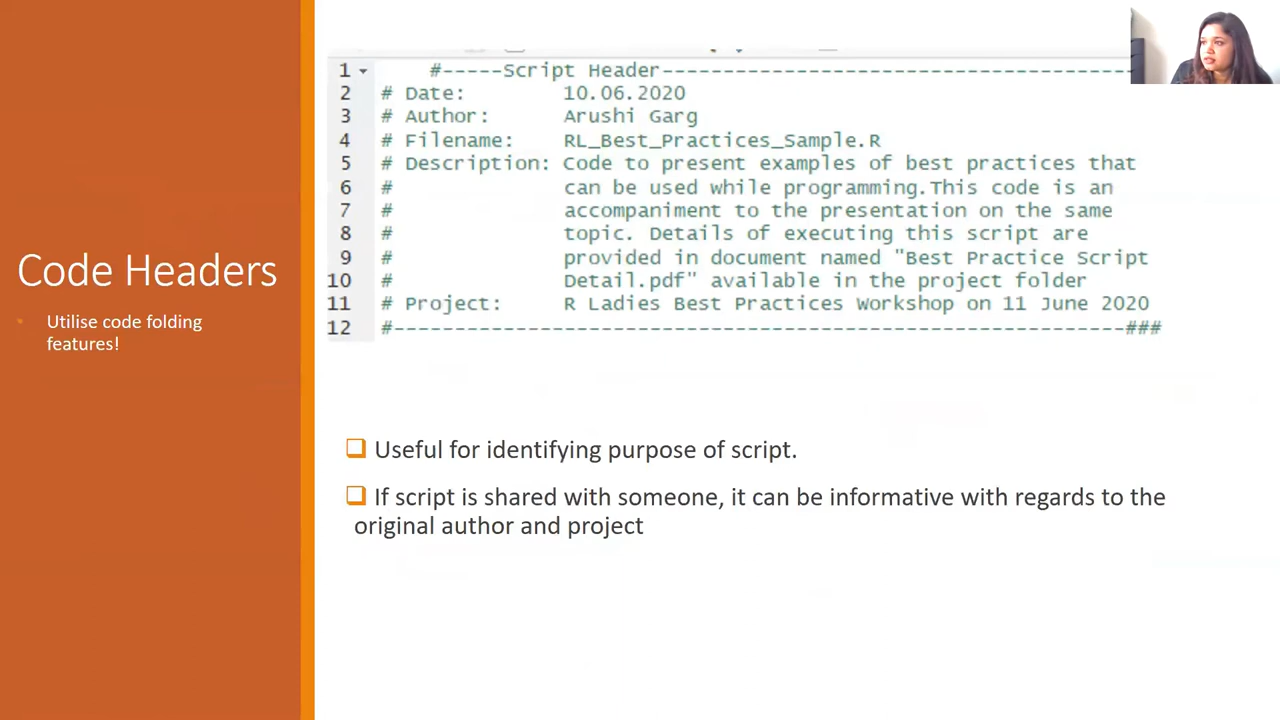 Code Headers
• Utilise code folding
features!
1 #-----Script Header---------------------------------------
2 # Date: 10.06.2020
3 # Author: Arushi Garg
4 # Filename: RL_Best_Practices_Sample.R
5 # Description: Code to present examples of best practices that
6 # can be used while programming.This code is an
7 # accompaniment to the presentation on the same
8 # topic. Details of executing this script are
9 # provided in document named "Best Practice Script
10 # Detail.pdf" available in the project folder
11 # Project: R Ladies Best Practices Workshop on 11 June 2020
12 #------------------------------------------------------------###
Useful for identifying purpose of script.
If script is shared with someone, it can be informative with regards to the
original author and project